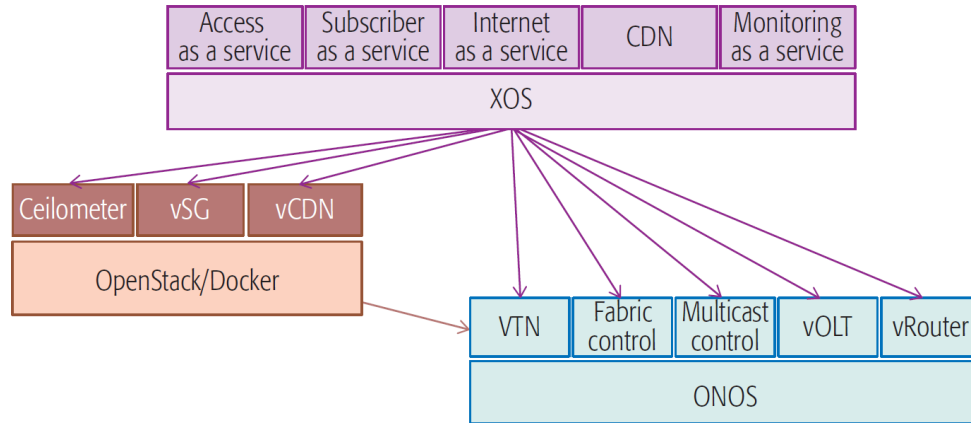 Access
as a service
Subscriber
as a service
Internet
as a service
CDN
Monitoring
as a service
XOS
Ceilometer
vSG
vCDN
OpenStack/Docker
VTN
Fabric
control
Multicast
control
vOLT
vRouter
ONOS